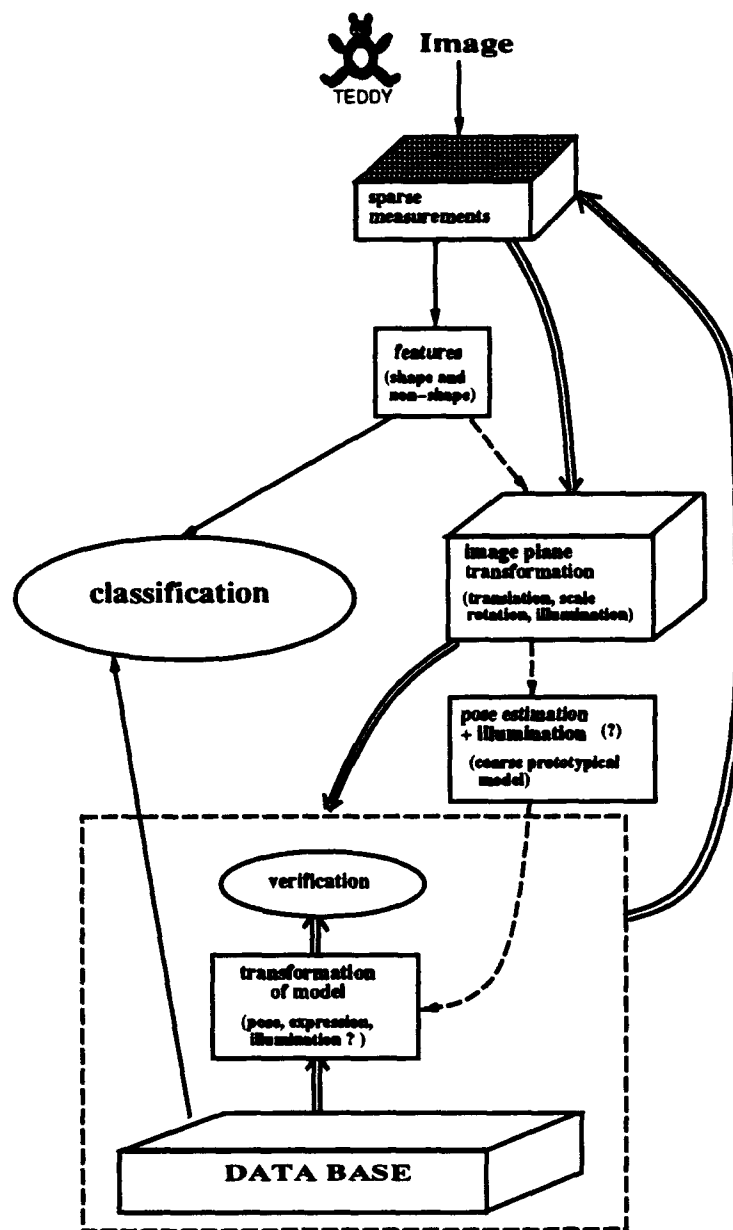 Image
TEDDY
sparse
measurements
features
(shape and
non-shape)
image plane
transformation
(translation, scale
rotation, illumination)
classification
pose estimation
+ illumination (?)
(coarse prototypical
model)
verification
transformation
of model
(pose, expression,
illumination ? )
DATA BASE